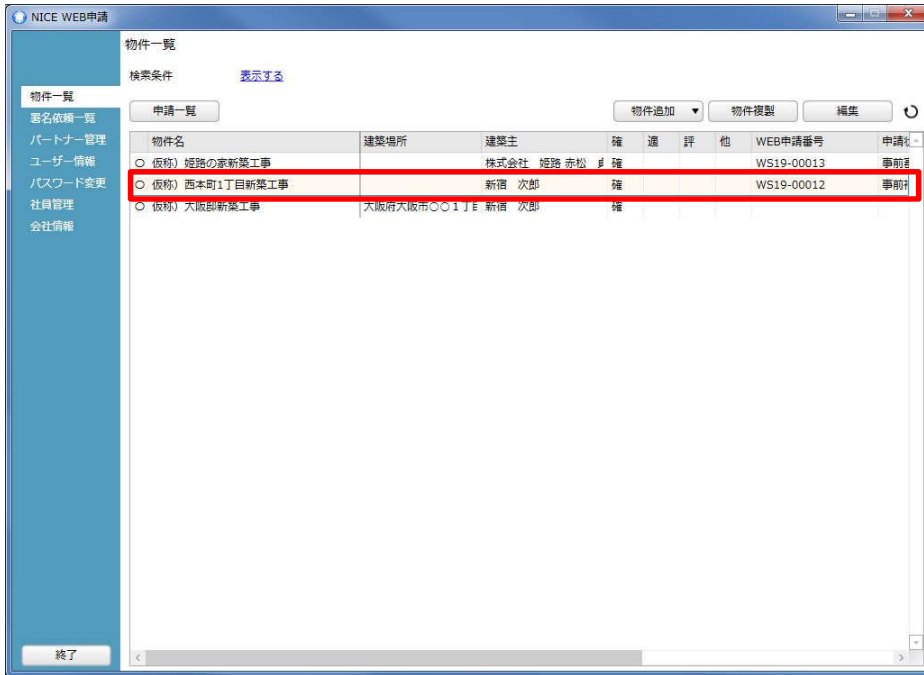 NICE WEB申請
物件一覧
検索条件 表示する
物件一覧
署名依頼一覧
パートナー管理
ユーザー情報
パスワード変更
社員管理
会社情報
申請一覧 物件追加 ▼ 物件複製 編集
物件名 建築場所 建築主 確 適 評 他 WEB申請番号 申請
○ 仮称）姫路の家新築工事 株式会社 姫路 赤松 確 WS19-00013 事前
○ 仮称）西本町1丁目新築工事 新宿 次郎 確 WS19-00012 事前
○ 仮称）大阪邸新築工事 大阪府大阪市○○１丁目 新宿 次郎 確
終了